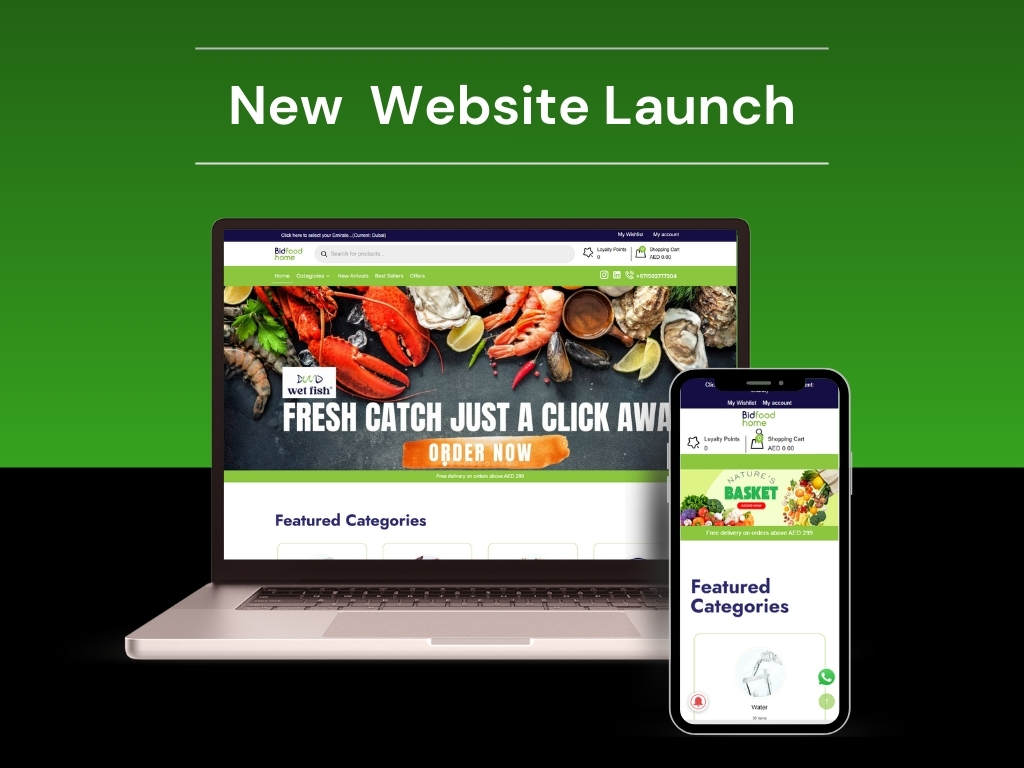 New Website Launch
Click here to select your Emirate...(Current: Dubai)
My Wishlist
My account
Bidfood
home
Search for products...
Loyalty Points
0
Shopping Cart
AED 0.00
Home
Categories
New Arrivals
Best Sellers
Offers
wet fish
FRESH CATCH JUST A CLICK AWA
ORDER NOW
Free delivery on orders above AED 299
Featured Categories
My Wishlist
My account
Bidfood
home
Loyalty Points
0
Shopping Cart
AED 0.00
NATURE'S
BASKET
Free delivery on orders above AED 299
Featured
Categories
Water